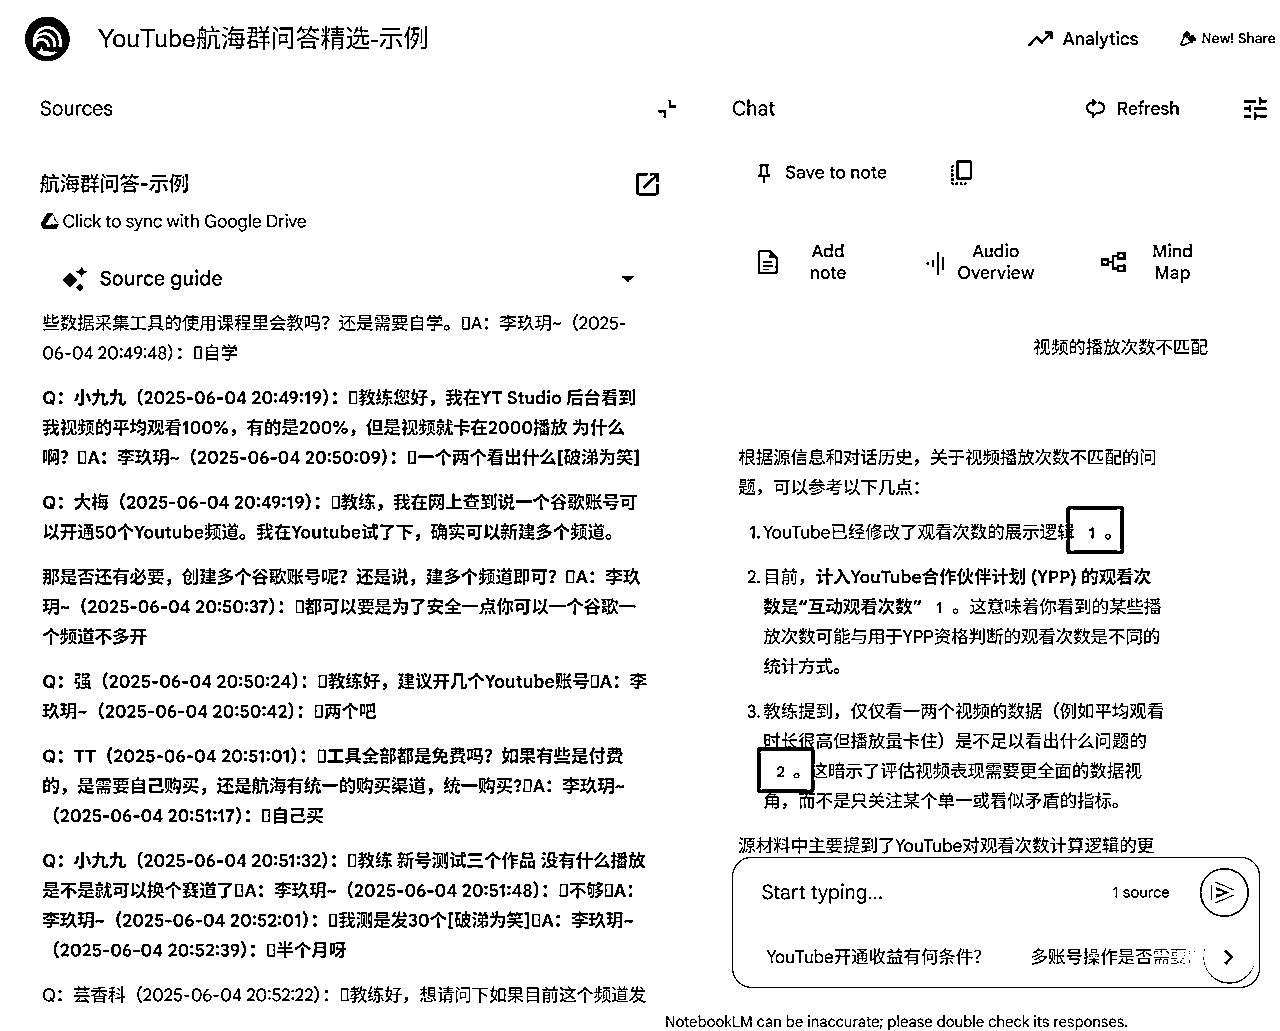 YouTube航海群问答精选-示例
Analytics
New! Share
Sources
航海群问答-示例
Click to sync with Google Drive
Source guide
些数据采集工具的使用课程里会教吗？还是需要自学。▯A：李玖玥~（2025-
06-04 20:49:48）：▯自学
Q：小九九（2025-06-04 20:49:19）：▯教练您好，我在YT Studio 后台看到
我视频的平均观看100%，有的是200%，但是视频就卡在2000播放 为什么
啊？▯A：李玖玥~（2025-06-04 20:50:09）：▯一个两个看出什么[破涕为笑]
Q：大梅（2025-06-04 20:49:19）：▯教练，我在网上查到说一个谷歌账号可
以开通50个Youtube频道。我在Youtube试了下，确实可以新建多个频道。
那是否还有必要，创建多个谷歌账号呢？还是说，建多个频道即可？▯A：李玖
玥~（2025-06-04 20:50:37）：▯都可以要是为了安全一点你可以一个谷歌一
个频道不多开
Q：强（2025-06-04 20:50:24）：▯教练好，建议开几个Youtube账号▯A：李
玖玥~（2025-06-04 20:50:42）：▯两个吧
Q：TT（2025-06-04 20:51:01）：▯工具全部都是免费吗？如果有些是付费
的，是需要自己购买，还是航海有统一的购买渠道，统一购买?▯A：李玖玥~
（2025-06-04 20:51:17）：▯自己买
Q：小九九（2025-06-04 20:51:32）：▯教练 新号测试三个作品 没有什么播放
是不是就可以换个赛道了▯A：李玖玥~（2025-06-04 20:51:48）：▯不够▯A：
李玖玥~（2025-06-04 20:52:01）：▯我测是发30个[破涕为笑]▯A：李玖玥~
（2025-06-04 20:52:39）：▯半个月呀
Q：芸香科（2025-06-04 20:52:22）：▯教练好，想请问下如果目前这个频道发
Chat
Refresh
Save to note
Add note
Audio Overview
Mind Map
视频的播放次数不匹配
根据源信息和对话历史，关于视频播放次数不匹配的问
题，可以参考以下几点：
1. YouTube已经修改了观看次数的展示逻辑 1 。
2. 目前，计入YouTube合作伙伴计划 (YPP) 的观看次
数是“互动观看次数” 1 。这意味着你看到的某些播
放次数可能与用于YPP资格判断的观看次数是不同的
统计方式。
3. 教练提到，仅仅看一两个视频的数据（例如平均观看
时长很高但播放量卡住）是不足以看出什么问题的
2 。这暗示了评估视频表现需要更全面的数据视
角，而不是只关注某个单一或看似矛盾的指标。
源材料中主要提到了YouTube对观看次数计算逻辑的更
Start typing...
1 source
YouTube开通收益有何条件？
多账号操作是否需要
NotebookLM can be inaccurate; please double check its responses.